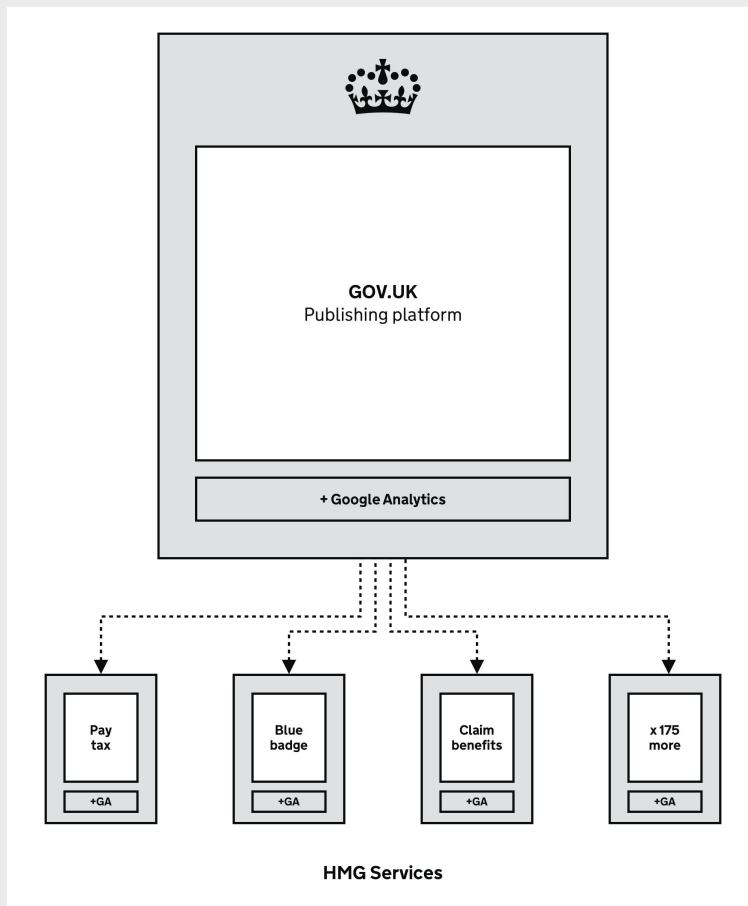 GOV.UK
Publishing platform
+ Google Analytics
Pay
tax
+GA
Blue
badge
+GA
Claim
benefits
+GA
x 175
more
+GA
HMG Services